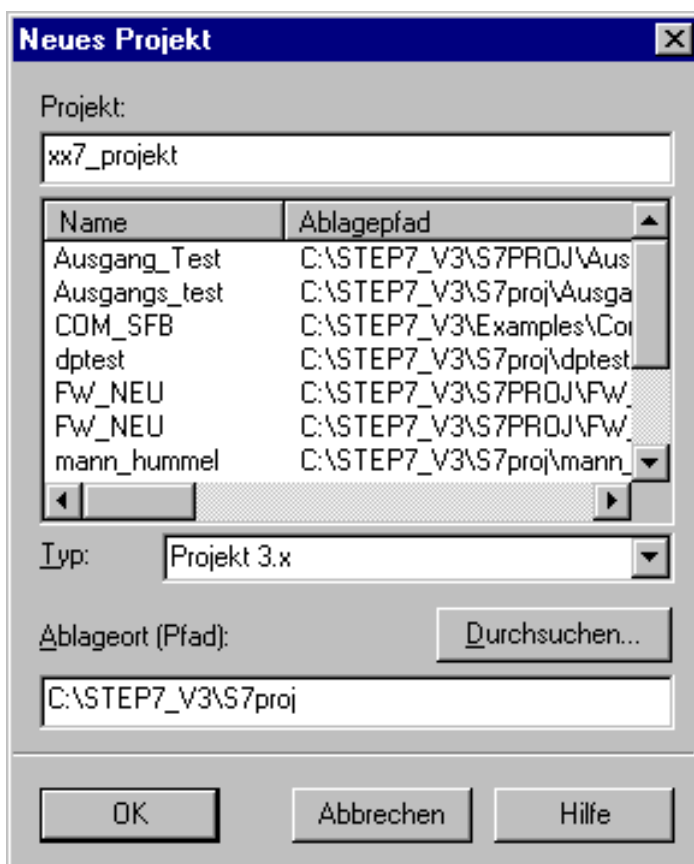 Neues Projekt
Projekt:
xx7_projekt
Name Ablagepfad
Ausgang_Test C:\STEP7_V3\S7PROJ\Aus
Ausgangs_test C:\STEP7_V3\S7proj\Ausga
COM_SFB C:\STEP7_V3\Examples\Co
dptest C:\STEP7_V3\S7proj\dptest
FW_NEU C:\STEP7_V3\S7PROJ\FW_
FW_NEU C:\STEP7_V3\S7PROJ\FW_
mann_hummel C:\STEP7_V3\S7proj\mann_
Typ: Projekt 3.x
Ablageort (Pfad): Durchsuchen...
C:\STEP7_V3\S7proj
OK Abbrechen Hilfe